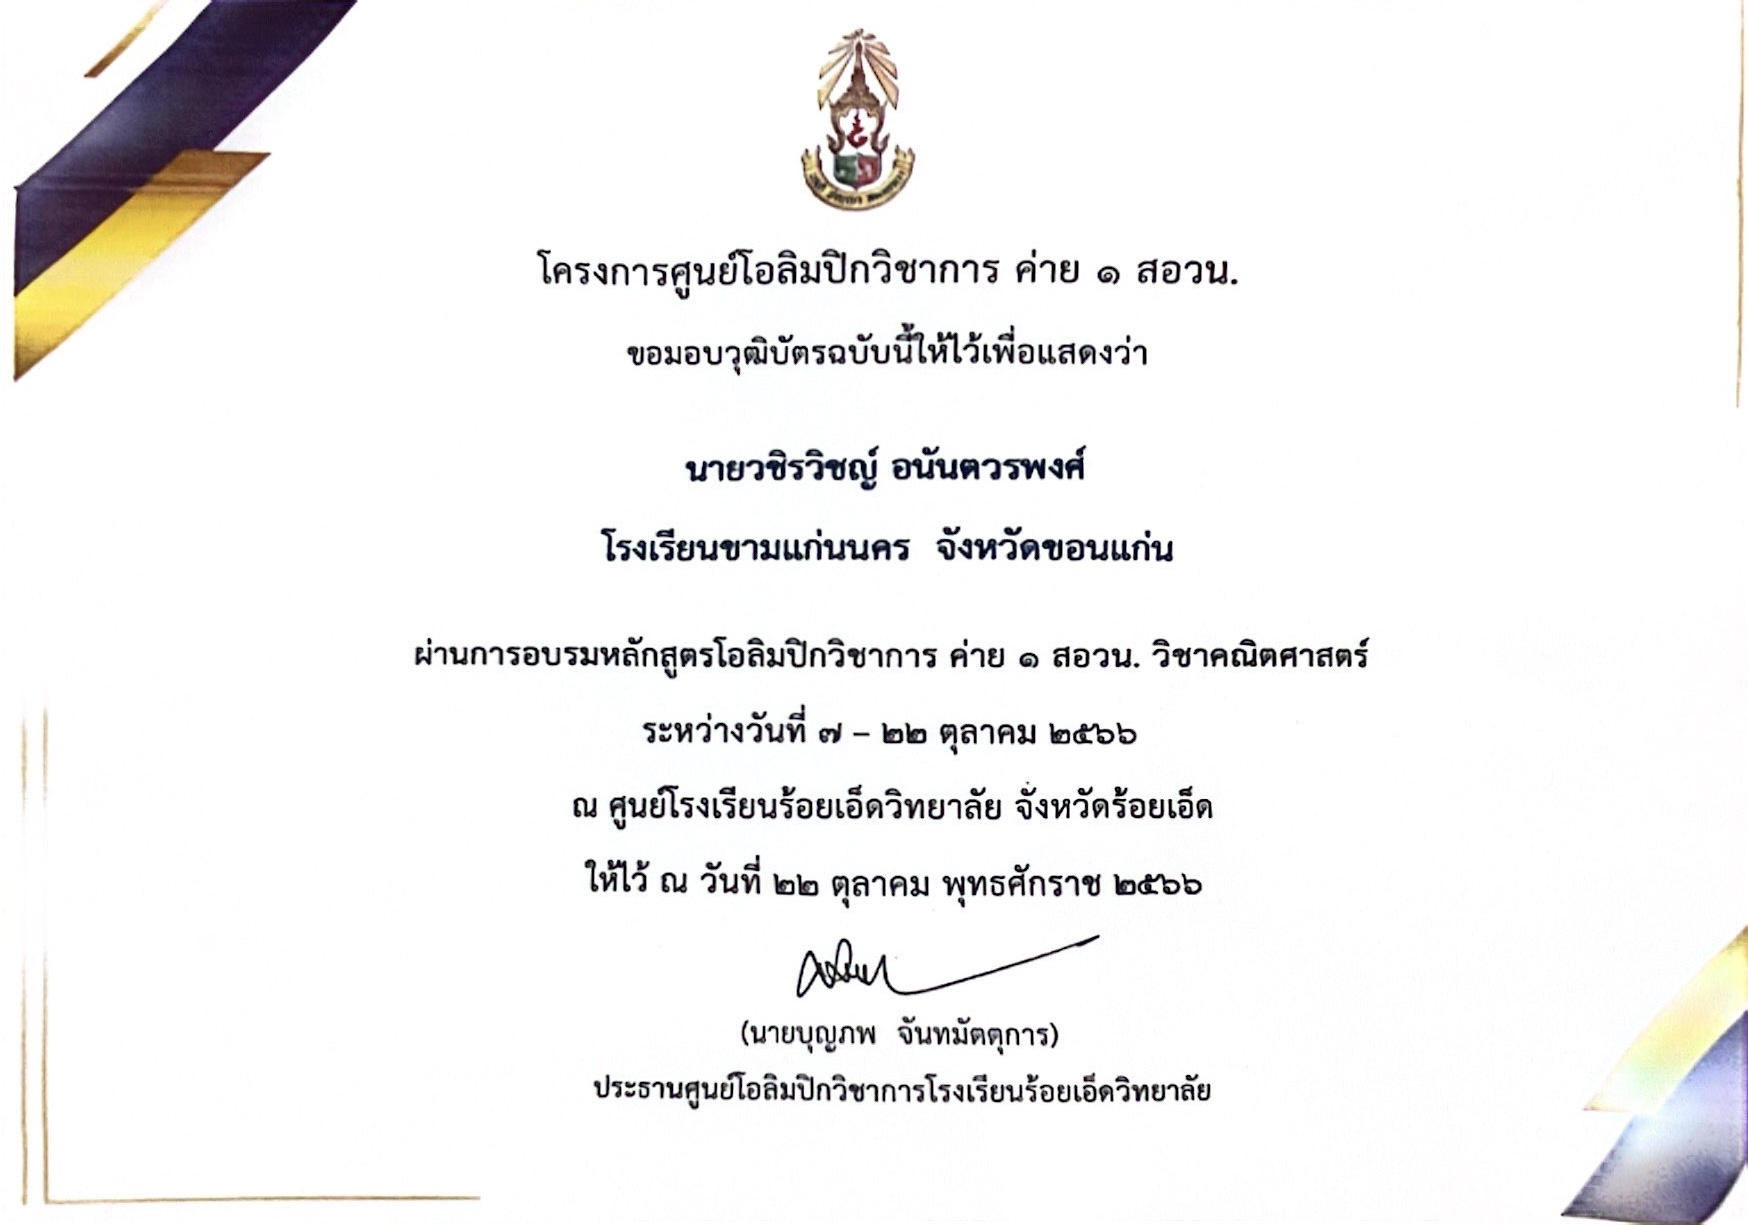 โครงการศูนย์โอลิมปิกวิชาการ ค่าย ๑ สอวน.
ขอมอบวุฒิบัตรฉบับนี้ให้ไว้เพื่อแสดงว่า
นายวชิรวิชญ์ อนันตวรพงศ์
โรงเรียนขามแก่นนคร จังหวัดขอนแก่น
ผ่านการอบรมหลักสูตรโอลิมปิกวิชาการ ค่าย ๑ สอวน. วิชาคณิตศาสตร์
ระหว่างวันที่ ๗ – ๒๒ ตุลาคม ๒๕๖๖
ณ ศูนย์โรงเรียนร้อยเอ็ดวิทยาลัย จังหวัดร้อยเอ็ด
ให้ไว้ ณ วันที่ ๒๒ ตุลาคม พุทธศักราช ๒๕๖๖
(นายบุญภพ จันทมัตตุการ)
ประธานศูนย์โอลิมปิกวิชาการโรงเรียนร้อยเอ็ดวิทยาลัย